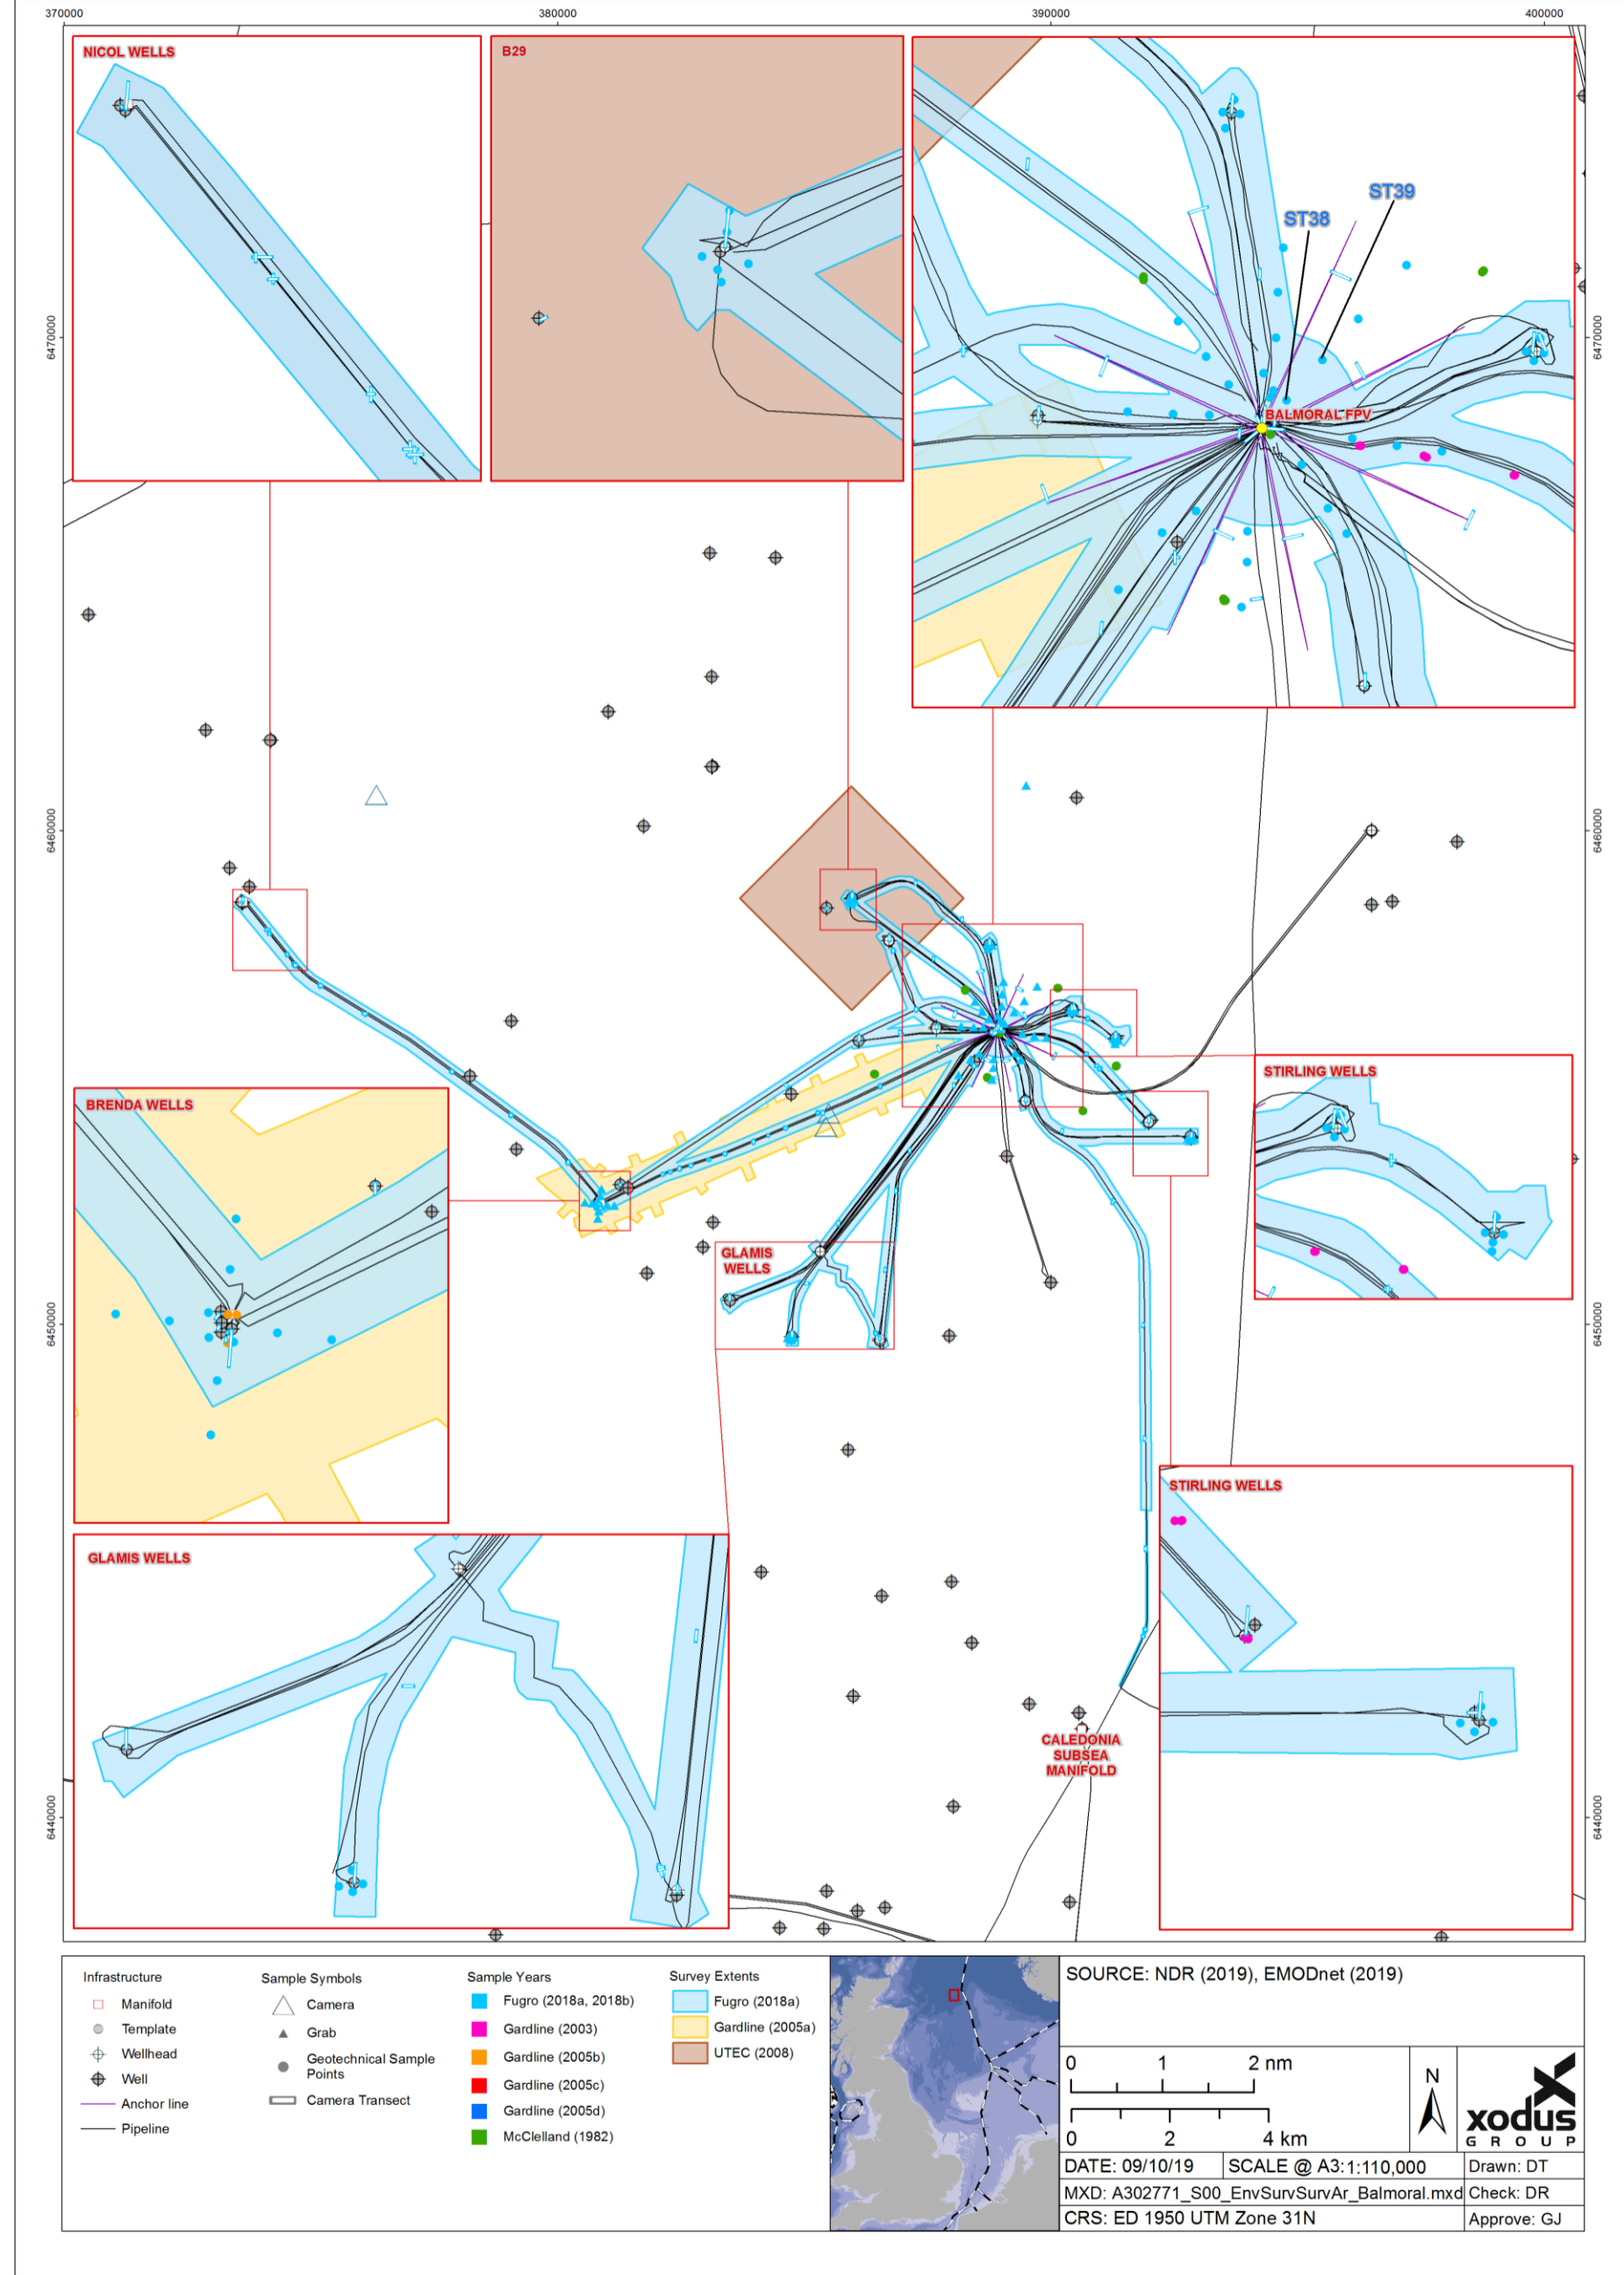 370000
380000
390000
400000
NICOL WELLS
B29
ST39
ST38
BALMORAL FPV
6470000
6470000
6460000
6460000
STIRLING WELLS
BRENDA WELLS
GLAMIS
WELLS
6450000
6450000
STIRLING WELLS
GLAMIS WELLS
CALEDONIA
SUBSEA
MANIFOLD
6440000
6440000
Infrastructure
Manifold
Template
Wellhead
Well
Anchor line
Pipeline
Sample Symbols
Camera
Grab
Geotechnical Sample
Points
Camera Transect
Sample Years
Fugro (2018a, 2018b)
Gardline (2003)
Gardline (2005b)
Gardline (2005c)
Gardline (2005d)
McClelland (1982)
Survey Extents
Fugro (2018a)
Gardline (2005a)
UTEC (2008)
SOURCE: NDR (2019), EMODnet (2019)
0 1 2 nm
0 2 4 km
N
xodus
GROUP
DATE: 09/10/19
SCALE @ A3:1:110,000
Drawn: DT
MXD: A302771_S00_EnvSurvSurvAr_Balmoral.mxd
Check: DR
CRS: ED 1950 UTM Zone 31N
Approve: GJ